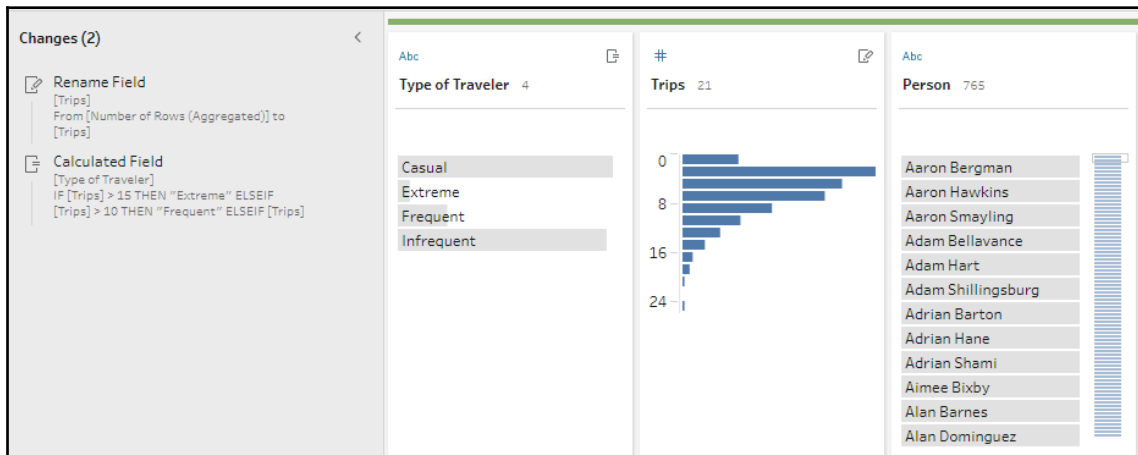 Changes (2)
Rename Field
[Trips]
From [Number of Rows (Aggregated)] to
[Trips]
Calculated Field
[Type of Traveler]
IF [Trips] > 15 THEN "Extreme" ELSEIF
[Trips] > 10 THEN "Frequent" ELSEIF [Trips]
Abc
Type of Traveler 4
Casual
Extreme
Frequent
Infrequent
#
Trips 21
0
8
16
24
Abc
Person 765
Aaron Bergman
Aaron Hawkins
Aaron Smayling
Adam Bellavance
Adam Hart
Adam Shillingsburg
Adrian Barton
Adrian Hane
Adrian Shami
Aimee Bixby
Alan Barnes
Alan Dominguez